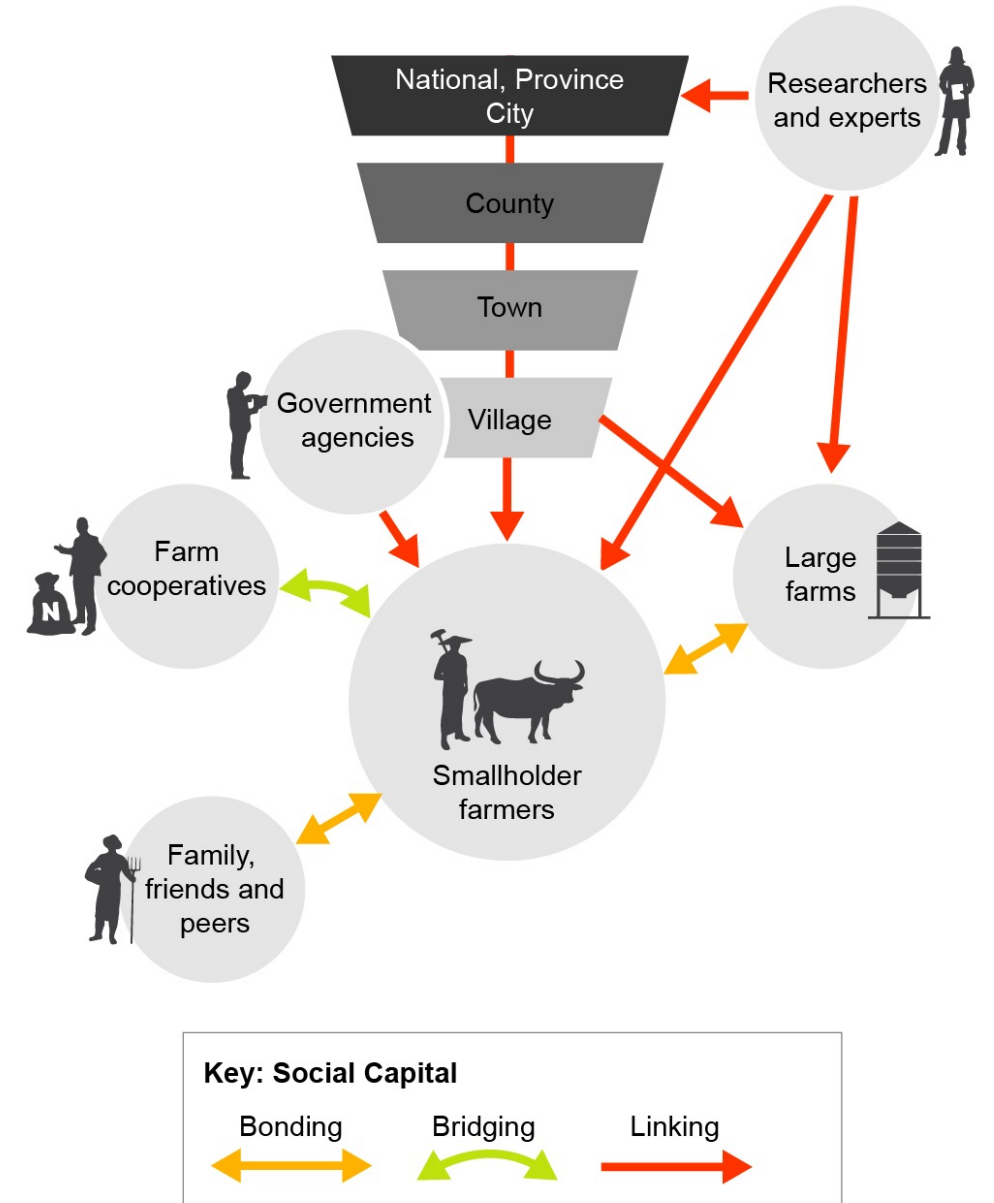 National, Province
City
Researchers
and experts
County
Town
Government
agencies
Village
Farm
cooperatives
N
Large
farms
Smallholder
farmers
Family,
friends and
peers
Key: Social Capital
Bonding
Bridging
Linking